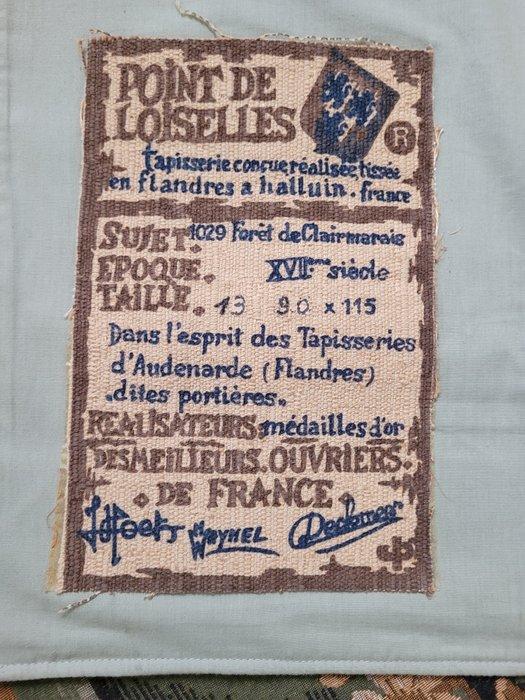 POINT DE
LOISELLES
®
tapisserie conçue réalisée tissée
en flandres a halluin. france
SUJET. 1029 Forêt de Clairmarais
EPOQUE. XVIIème siècle
TAILLE. 43 90 x 115
Dans l'esprit des Tapisseries
d'Audenarde (Flandres)
.dites portières.
REALISATEURS médailles d'or
DES MEILLEURS. OUVRIERS.
. DE FRANCE.